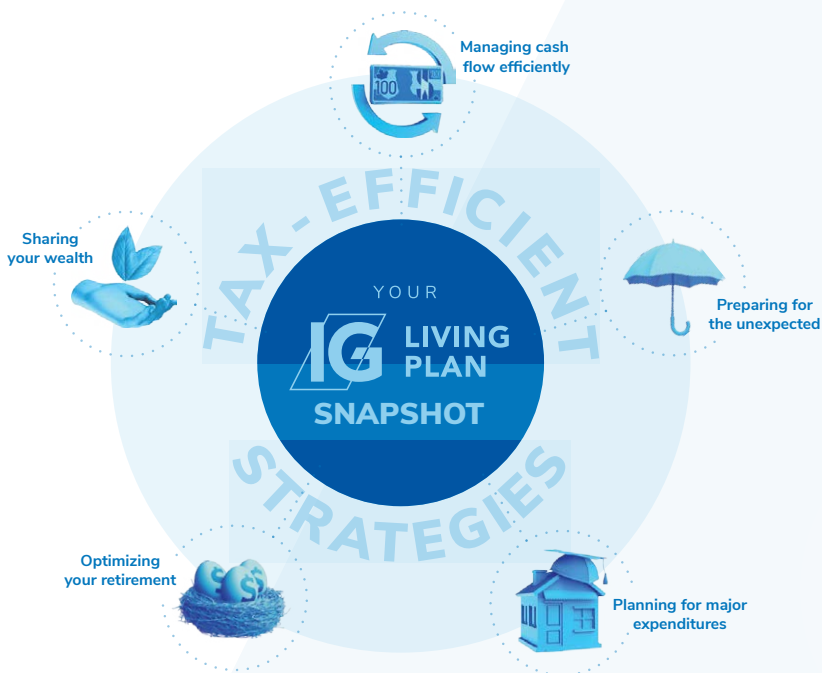 Managing cash
flow efficiently
100
TAX-EFFICIENT
Sharing
your wealth
Preparing for
the unexpected
YOUR
IG LIVING
PLAN
SNAPSHOT
STRATEGIES
Optimizing
your retirement
$ $ $
Planning for major
expenditures